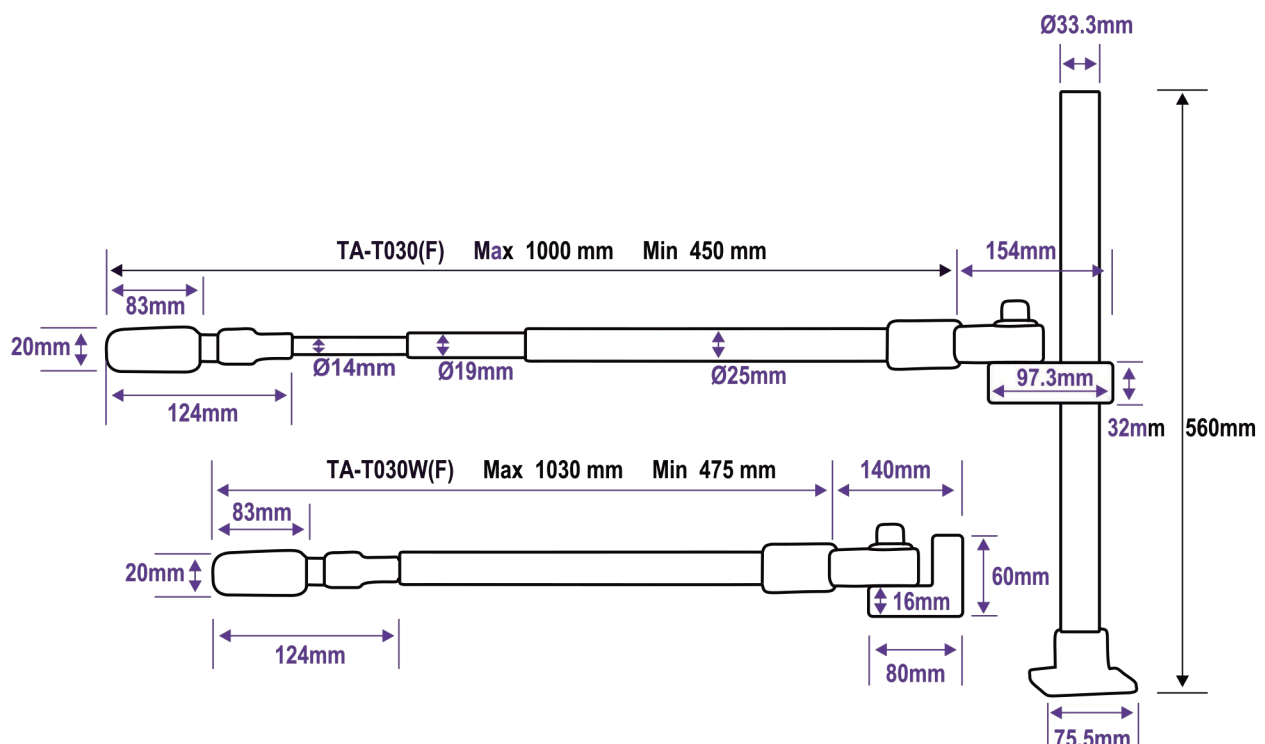 Ø33.3mm
TA-T030(F) Max 1000 mm Min 450 mm
154mm
83mm
20mm
Ø14mm
Ø19mm
Ø25mm
97.3mm
124mm
32mm
560mm
TA-T030W(F) Max 1030 mm Min 475 mm
140mm
83mm
20mm
60mm
16mm
124mm
80mm
75.5mm